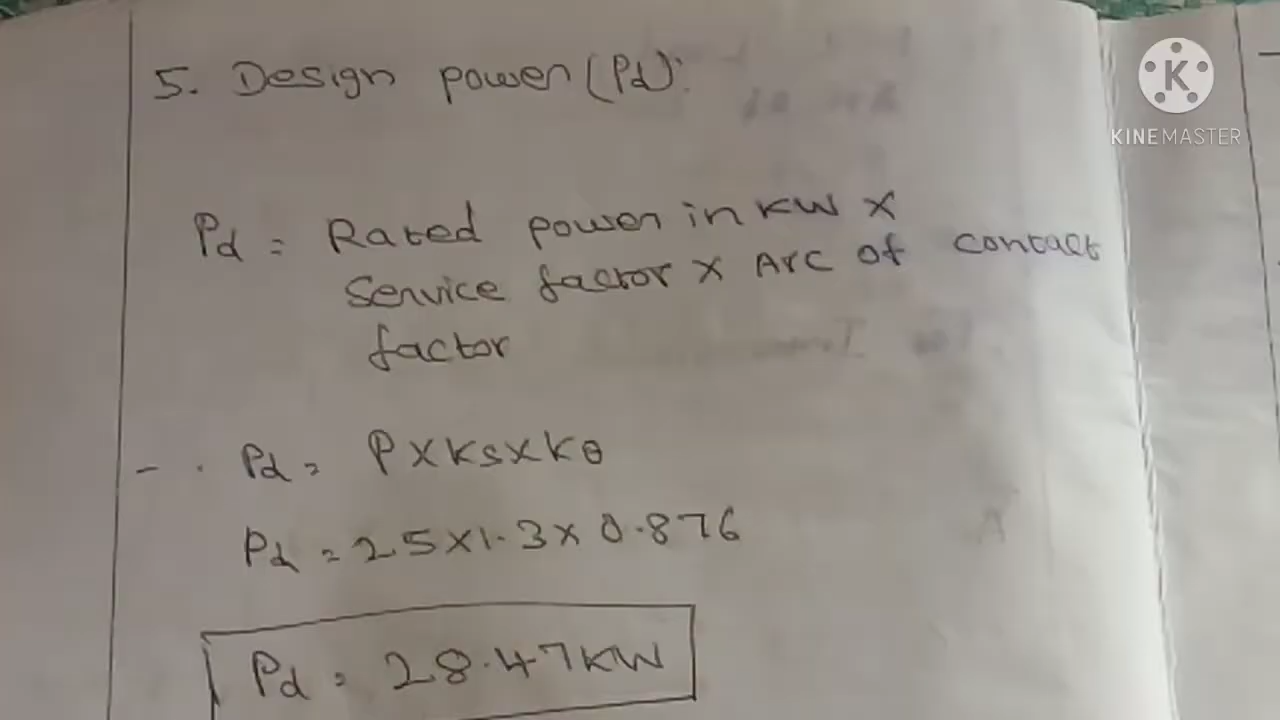 5. Design power (Pd):
KINEMASTER
Pd = Rated power in KW X
Service factor X Arc of contact
factor
Pd = P X Ks X Kθ
Pd = 25 X 1.3 X 0.876
Pd = 28.47 KW